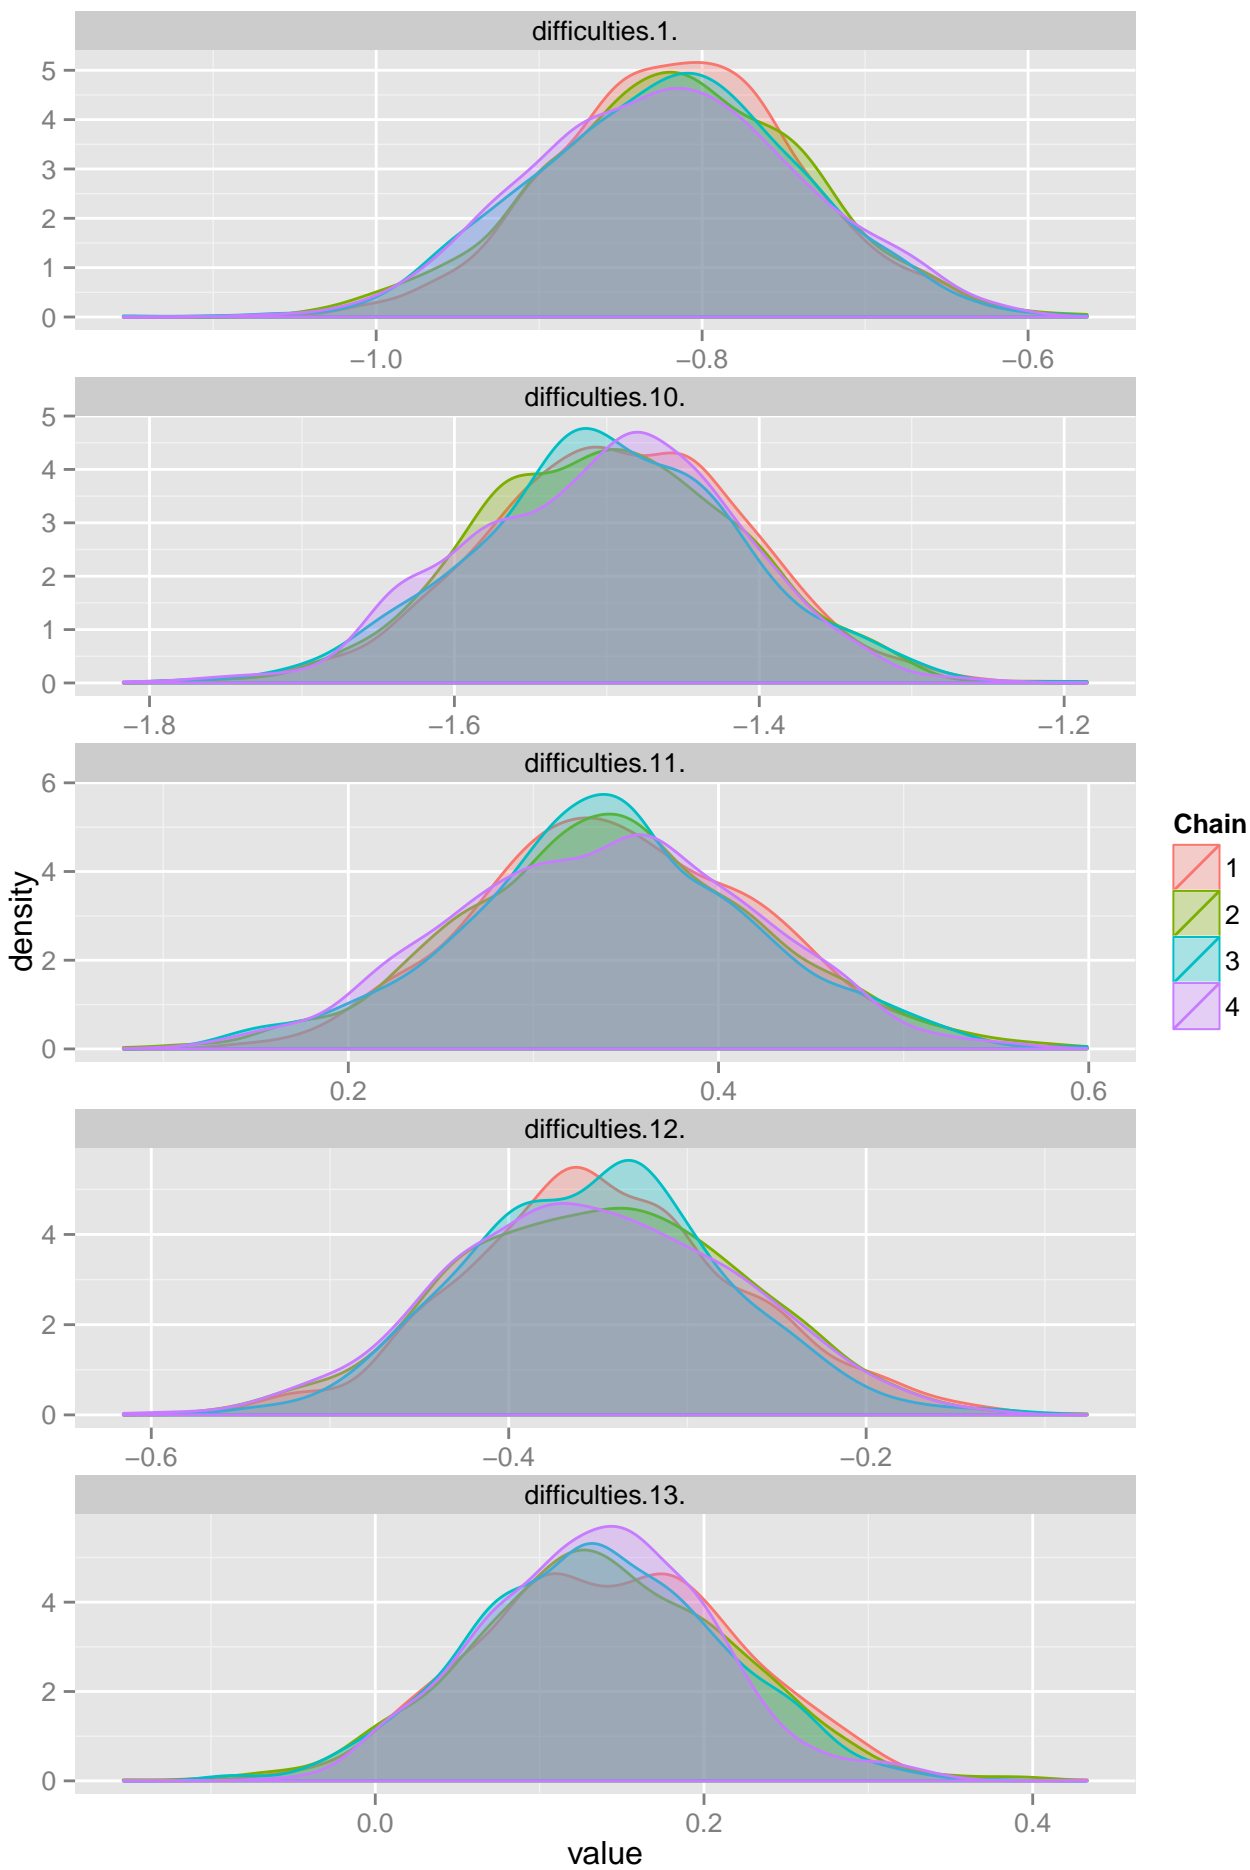 difficulties.1.
5
4
3
2
1
0
−1.0 −0.8 −0.6
difficulties.10.
5
4
3
2
1
0
−1.8 −1.6 −1.4 −1.2
difficulties.11.
6
4
2
0
0.2 0.4 0.6
difficulties.12.
4
2
0
−0.6 −0.4 −0.2
difficulties.13.
4
2
0
0.0 0.2 0.4
value
density
Chain
1
2
3
4